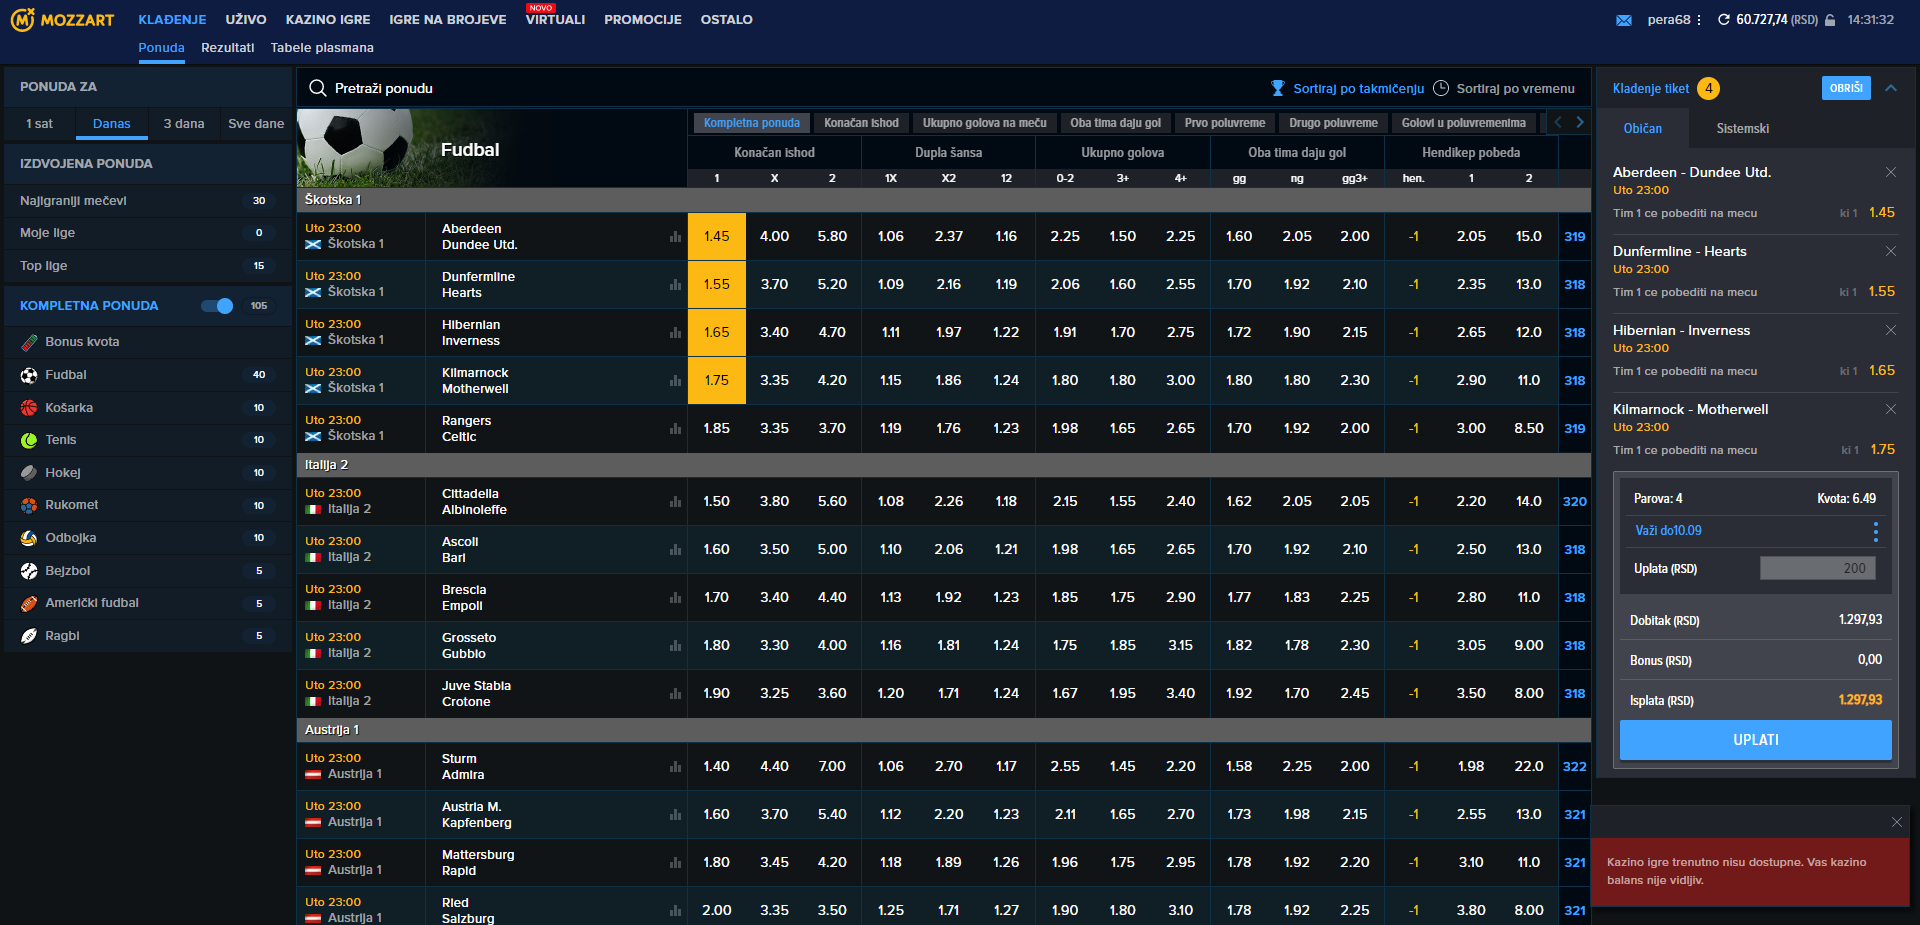 MOZZART
KLAĐENJE UŽIVO KAZINO IGRE IGRE NA BROJEVE NOVO VIRTUALI PROMOCIJE OSTALO
pera68 60.727,74 (RSD) 14:31:32
Ponuda Rezultati Tabele plasmana
PONUDA ZA
1 sat Danas 3 dana Sve dane
IZDVOJENA PONUDA
Najigraniji mečevi 30
Moje lige 0
Top lige 15
KOMPLETNA PONUDA 105
Bonus kvota
Fudbal 40
Košarka 10
Tenis 10
Hokej 10
Rukomet 10
Odbojka 10
Bejzbol 5
Američki fudbal 5
Ragbi 5
Pretraži ponudu Sortiraj po takmičenju Sortiraj po vremenu
Fudbal
Kompletna ponuda Konačan ishod Ukupno golova na meču Oba tima daju gol Prvo poluvreme Drugo poluvreme Golovi u poluvremenima
Konačan ishod Dupla šansa Ukupno golova Oba tima daju gol Hendikep pobeda
1 X 2 1X X2 12 0-2 3+ 4+ gg ng gg3+ hen. 1 2
Škotska 1
Uto 23:00 Aberdeen
Škotska 1 Dundee Utd.
1.45 4.00 5.80 1.06 2.37 1.16 2.25 1.50 2.25 1.60 2.05 2.00 -1 2.05 15.0 319
Uto 23:00 Dunfermline
Škotska 1 Hearts
1.55 3.70 5.20 1.09 2.16 1.19 2.06 1.60 2.55 1.70 1.92 2.10 -1 2.35 13.0 318
Uto 23:00 Hibernian
Škotska 1 Inverness
1.65 3.40 4.70 1.11 1.97 1.22 1.91 1.70 2.75 1.72 1.90 2.15 -1 2.65 12.0 318
Uto 23:00 Kilmarnock
Škotska 1 Motherwell
1.75 3.35 4.20 1.15 1.86 1.24 1.80 1.80 3.00 1.80 1.80 2.30 -1 2.90 11.0 318
Uto 23:00 Rangers
Škotska 1 Celtic
1.85 3.35 3.70 1.19 1.76 1.23 1.98 1.65 2.65 1.70 1.92 2.00 -1 3.00 8.50 319
Italija 2
Uto 23:00 Cittadella
Italija 2 Albinoleffe
1.50 3.80 5.60 1.08 2.26 1.18 2.15 1.55 2.40 1.62 2.05 2.05 -1 2.20 14.0 320
Uto 23:00 Ascoli
Italija 2 Bari
1.60 3.50 5.00 1.10 2.06 1.21 1.98 1.65 2.65 1.70 1.92 2.10 -1 2.50 13.0 318
Uto 23:00 Brescia
Italija 2 Empoli
1.70 3.40 4.40 1.13 1.92 1.23 1.85 1.75 2.90 1.77 1.83 2.25 -1 2.80 11.0 318
Uto 23:00 Grosseto
Italija 2 Gubbio
1.80 3.30 4.00 1.16 1.81 1.24 1.75 1.85 3.15 1.82 1.78 2.30 -1 3.05 9.00 318
Uto 23:00 Juve Stabia
Italija 2 Crotone
1.90 3.25 3.60 1.20 1.71 1.24 1.67 1.95 3.40 1.92 1.70 2.45 -1 3.50 8.00 318
Austrija 1
Uto 23:00 Sturm
Austrija 1 Admira
1.40 4.40 7.00 1.06 2.70 1.17 2.55 1.45 2.20 1.58 2.25 2.00 -1 1.98 22.0 322
Uto 23:00 Austria M.
Austrija 1 Kapfenberg
1.60 3.70 5.40 1.12 2.20 1.23 2.11 1.65 2.70 1.73 1.98 2.15 -1 2.55 13.0 321
Uto 23:00 Mattersburg
Austrija 1 Rapid
1.80 3.45 4.20 1.18 1.89 1.26 1.96 1.75 2.95 1.78 1.92 2.20 -1 3.10 11.0 321
Uto 23:00 Ried
Austrija 1 Salzburg
2.00 3.35 3.50 1.25 1.71 1.27 1.90 1.80 3.10 1.78 1.92 2.25 -1 3.80 8.00 321
Klađenje tiket 4 OBRIŠI
Običan Sistemski
Aberdeen - Dundee Utd.
Uto 23:00
Tim 1 ce pobediti na mecu ki 1 1.45
Dunfermline - Hearts
Uto 23:00
Tim 1 ce pobediti na mecu ki 1 1.55
Hibernian - Inverness
Uto 23:00
Tim 1 ce pobediti na mecu ki 1 1.65
Kilmarnock - Motherwell
Uto 23:00
Tim 1 ce pobediti na mecu ki 1 1.75
Parova: 4 Kvota: 6.49
Važi do10.09
Uplata (RSD) 200
Dobitak (RSD) 1.297,93
Bonus (RSD) 0,00
Isplata (RSD) 1.297,93
UPLATI
Kazino igre trenutno nisu dostupne. Vas kazino
balans nije vidljiv.